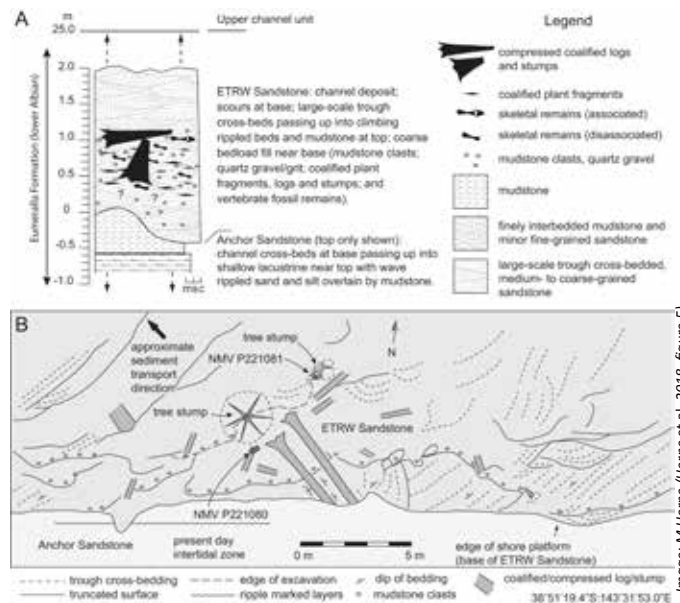 A
m
25.0
Upper channel unit
Legend
compressed coalified logs
and stumps
coalified plant fragments
skeletal remains (associated)
skeletal remains (disassociated)
mudstone clasts, quartz gravel
mudstone
finely interbedded mudstone and
minor fine-grained sandstone
large-scale trough cross-bedded,
medium- to coarse-grained
sandstone
Eumeralla Formation (lower Albian)
2.0
1.5
1.0
0.5
0
-0.5
-1.0
? ? ?
m s c
ETRW Sandstone: channel deposit;
scours at base; large-scale trough
cross-beds passing up into climbing
rippled beds and mudstone at top; coarse
bedload fill near base (mudstone clasts;
quartz gravel/grit; coalified plant
fragments, logs and stumps; and
vertebrate fossil remains).
Anchor Sandstone (top only shown):
channel cross-beds at base passing up into
shallow lacustrine near top with wave
rippled sand and silt overlain by mudstone.
B
approximate
sediment
transport
direction
tree stump
NMV P221081
N
tree stump
ETRW Sandstone
NMV P221080
Anchor Sandstone
present day
intertidal zone
0 m
5 m
edge of shore platform
(base of ETRW Sandstone)
trough cross-bedding
edge of excavation
dip of bedding
coalified/compressed log/stump
truncated surface
ripple marked layers
mudstone clasts
38°51'19.4"S:143°31'53.0"E
Image: M Herne (Herne et al., 2018, figure 5)